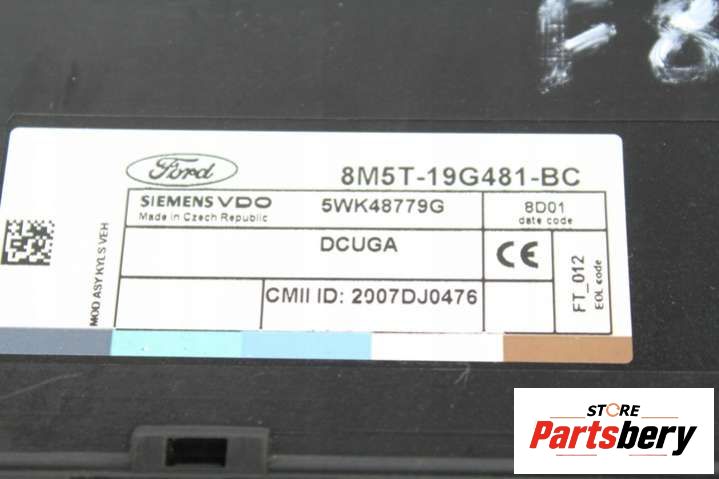 F8
Ford
8M5T-19G481-BC
SIEMENS VDO
Made in Czech Republic
5WK48779G
8D01
date code
DCUGA
CE
FT_012
EOL code
CMII ID: 2007DJ0476
MOD ASY KYLS VEH
STORE
Partsbery